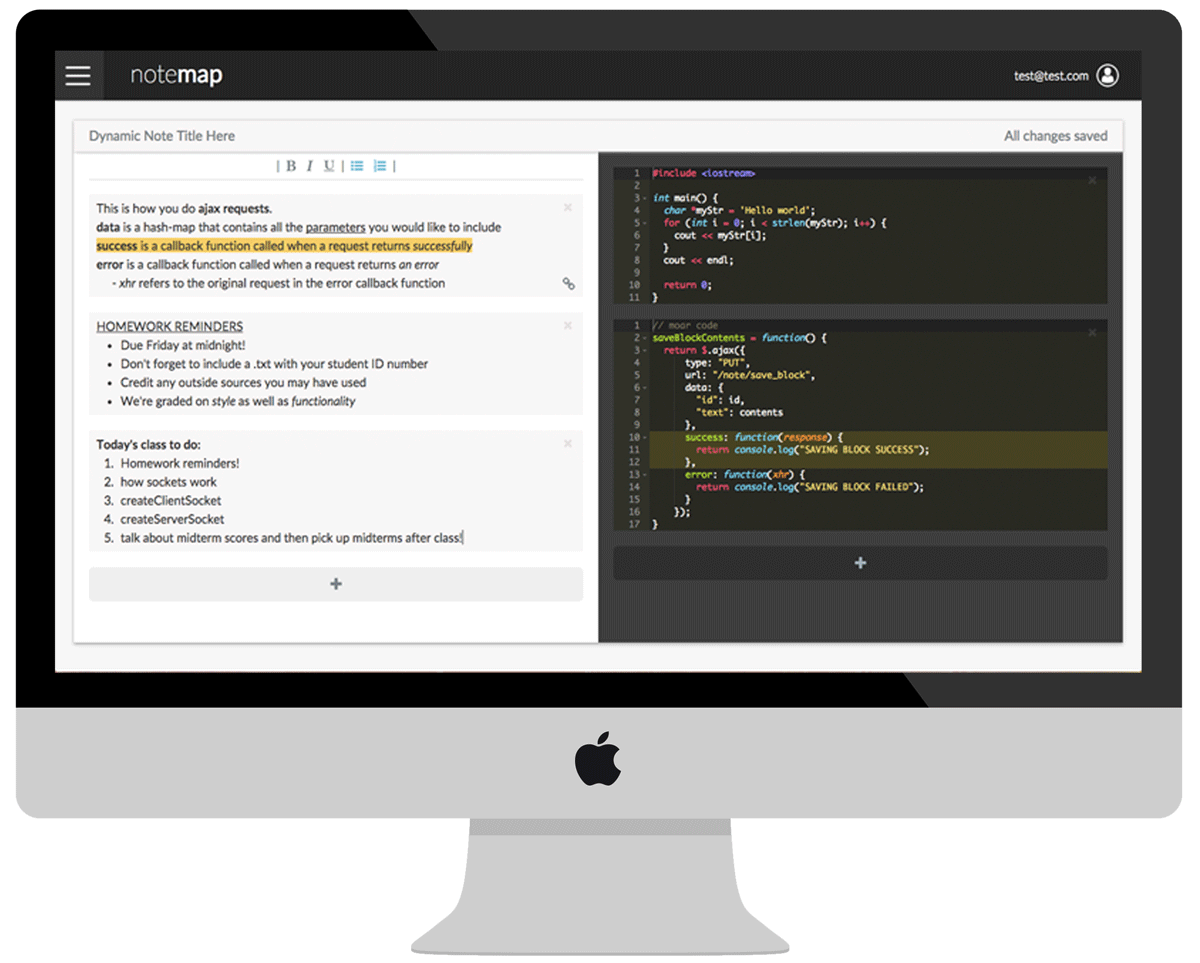 notemap
test@test.com
Dynamic Note Title Here
All changes saved
| B I U | |
This is how you do ajax requests.
data is a hash-map that contains all the parameters you would like to include
success is a callback function called when a request returns successfully
error is a callback function called when a request returns an error
- xhr refers to the original request in the error callback function
HOMEWORK REMINDERS
• Due Friday at midnight!
• Don't forget to include a .txt with your student ID number
• Credit any outside sources you may have used
• We're graded on style as well as functionality
Today's class to do:
1. Homework reminders!
2. how sockets work
3. createClientSocket
4. createServerSocket
5. talk about midterm scores and then pick up midterms after class!
+
1 #include <iostream>
2
3 int main() {
4 char *myStr = 'Hello world';
5 for (int i = 0; i < strlen(myStr); i++) {
6 cout << myStr[i];
7 }
8 cout << endl;
9
10 return 0;
11 }
1 // moar code
2 saveBlockContents = function() {
3 return $.ajax({
4 type: "PUT",
5 url: "/note/save_block",
6 data: {
7 "id": id,
8 "text": contents
9 },
10 success: function(response) {
11 return console.log("SAVING BLOCK SUCCESS");
12 },
13 error: function(xhr) {
14 return console.log("SAVING BLOCK FAILED");
15 }
16 });
17 }
+